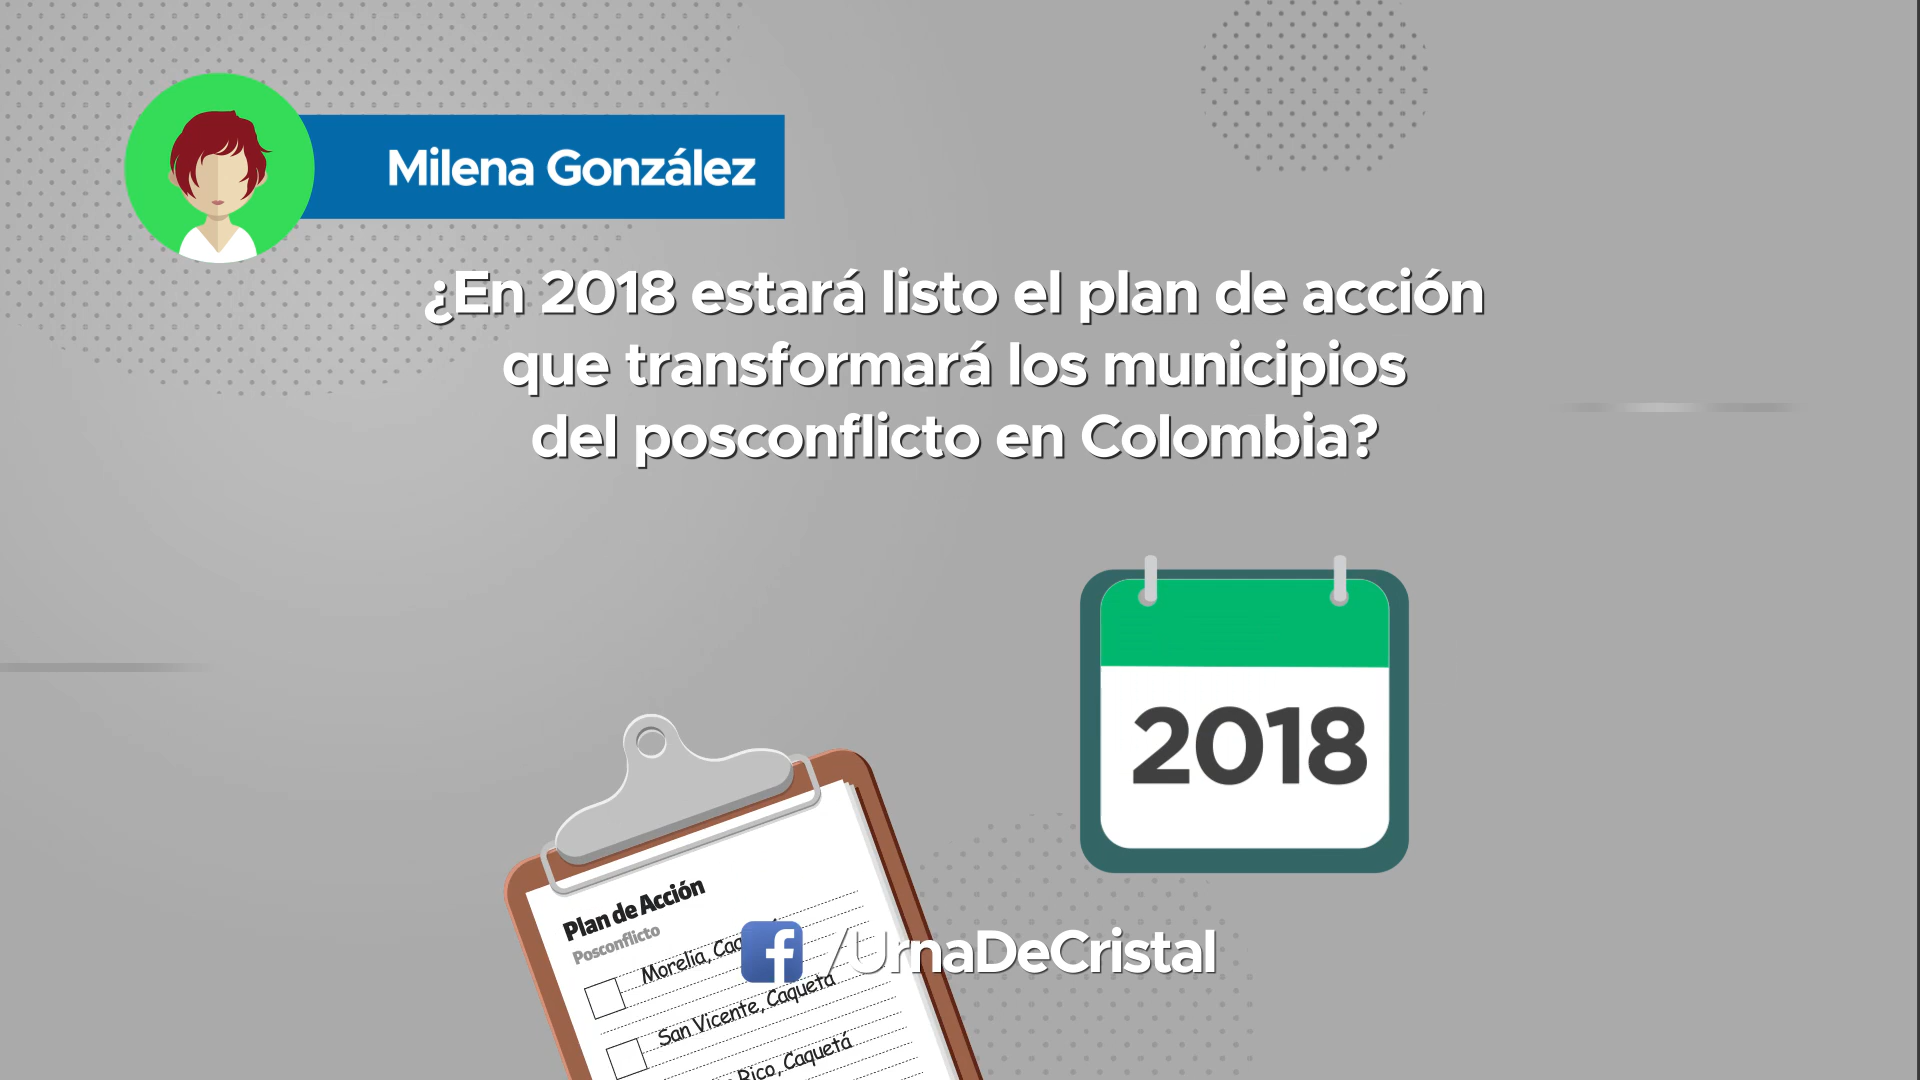 Milena González
¿En 2018 estará listo el plan de acción
que transformará los municipios
del posconflicto en Colombia?
2018
Plan de Acción
Posconflicto
Morelia,
San Vicente, Caqueta
Rico, Caquetá
/UrnaDeCristal